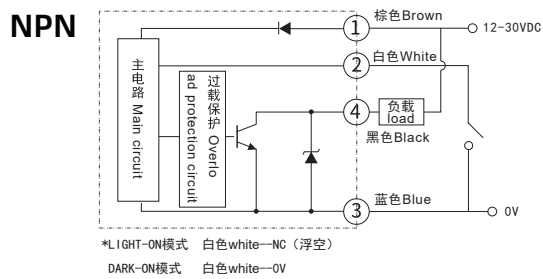 NPN
棕色Brown
1
12-30VDC
白色White
2
主电路 Main circuit
过载保护 Overlo
ad protection circuit
4
负载
load
黑色Black
蓝色Blue
3
0V
*LIGHT-ON模式 白色white--NC（浮空）
DARK-ON模式 白色white--0V